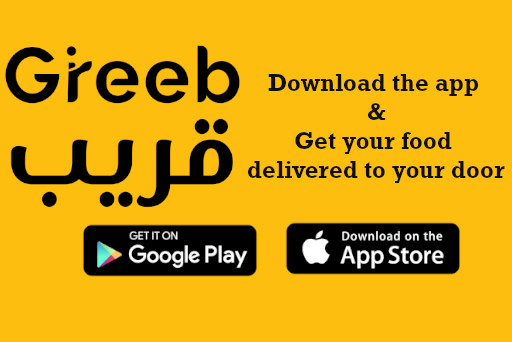 Greeb
قريب
Download the app
&
Get your food
delivered to your door
GET IT ON
Google Play
Download on the
App Store